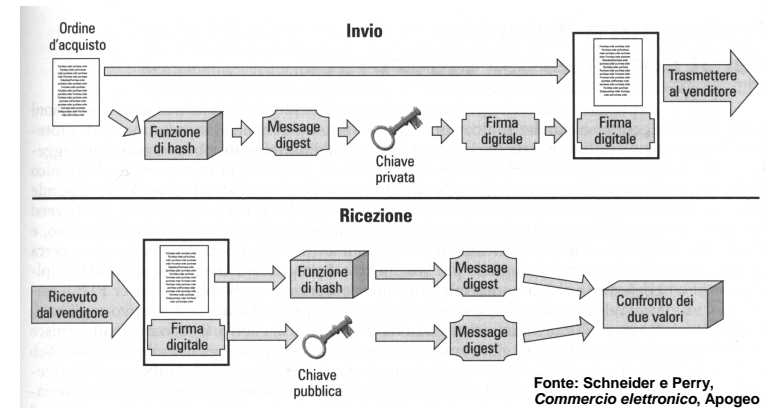 Invio
Ordine
d'acquisto
Funzione
di hash
Message
digest
Chiave
privata
Firma
digitale
Firma
digitale
Trasmettere
al venditore
Ricezione
Ricevuto
dal venditore
Firma
digitale
Funzione
di hash
Message
digest
Chiave
pubblica
Message
digest
Confronto dei
due valori
Fonte: Schneider e Perry,
Commercio elettronico, Apogeo